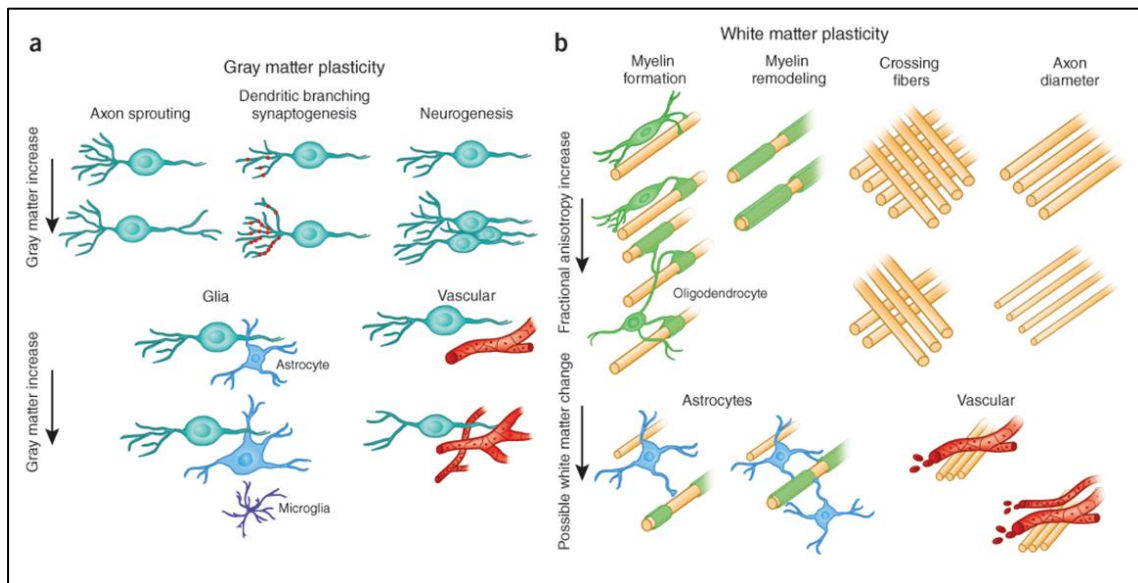 a
Gray matter plasticity
Axon sprouting
Dendritic branching
synaptogenesis
Neurogenesis
Gray matter increase
Glia
Vascular
Astrocyte
Microglia
Gray matter increase
b
White matter plasticity
Myelin
formation
Myelin
remodeling
Crossing
fibers
Axon
diameter
Fractional anisotropy increase
Oligodendrocyte
Astrocytes
Vascular
Possible white matter change